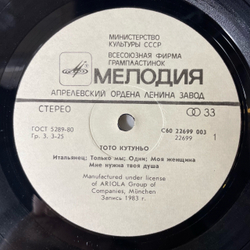 МИНИСТЕРСТВО
КУЛЬТУРЫ СССР
ВСЕСОЮЗНАЯ ФИРМА
ГРАМПЛАСТИНОК
МЕЛОДИЯ
АПРЕЛЕВСКИЙ ОРДЕНА ЛЕНИНА ЗАВОД
СТЕРЕО 33
ГОСТ 5289-80 С60 22699 003
Гр. 3. 3-25 22699 1
ТОТО КУТУНЬО
Итальянец; Только мы; Один; Моя женщина
Мне нужна твоя душа
Manufactured under license
of ARIOLA Group of
Companies, München
Запись 1983 г.